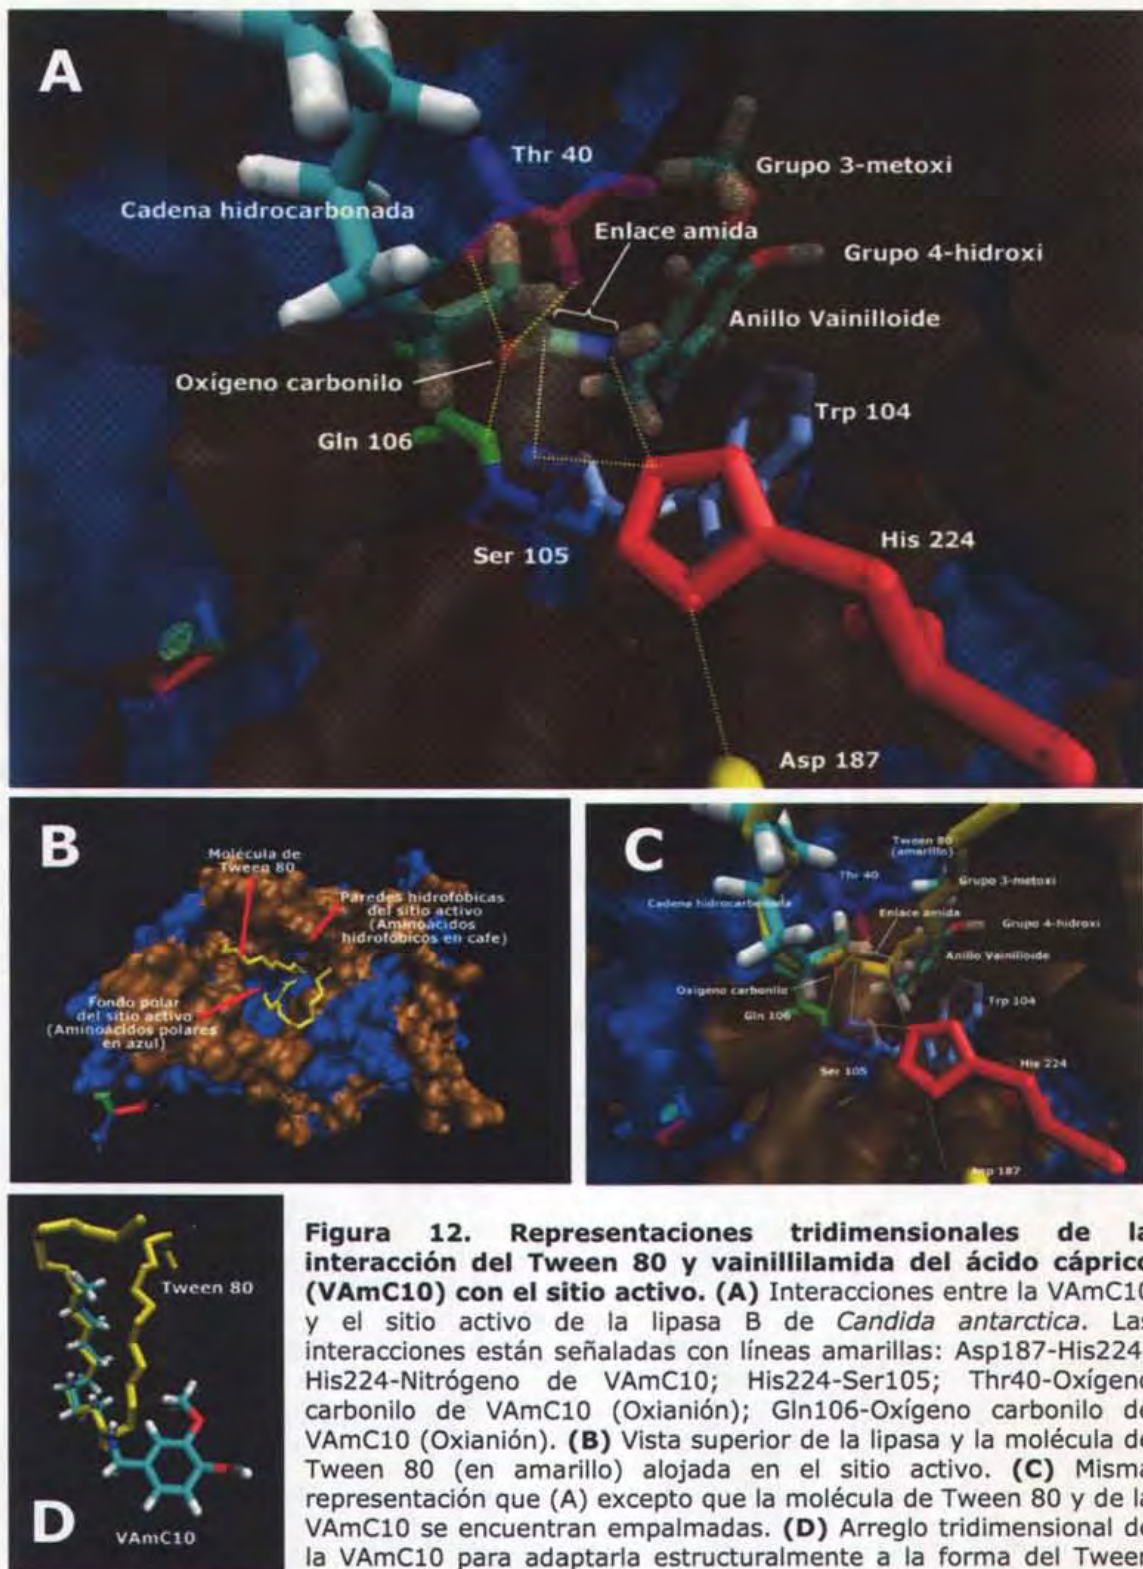 A
Thr 40
Grupo 3-metoxi
Cadena hidrocarbonada
Enlace amida
Grupo 4-hidroxi
Anillo Vainilloide
Oxígeno carbonilo
Trp 104
Gln 106
Ser 105
His 224
Asp 187
B
Molécula de
Tween 80
Paredes hidrofóbicas
del sitio activo
(Aminoácidos
hidrofóbicos en cafe)
Fondo polar
del sitio activo
(Aminoácidos polares
en azul)
C
Tween 80
(amarillo)
Thr 40
Grupo 3-metoxi
Cadena hidrocarbonada
Enlace amida
Grupo 4-hidroxi
Anillo Vainilloide
Oxígeno carbonilo
Trp 104
Gln 106
Ser 105
His 224
Asp 187
Tween 80
D
VAmC10
Figura 12. Representaciones tridimensionales de la
interacción del Tween 80 y vainillilamida del ácido cáprico
(VAmC10) con el sitio activo. (A) Interacciones entre la VAmC10
y el sitio activo de la lipasa B de Candida antarctica. Las
interacciones están señaladas con líneas amarillas: Asp187-His224
His224-Nitrógeno de VAmC10; His224-Ser105; Thr40-Oxígeno
carbonilo de VAmC10 (Oxianión); Gln106-Oxígeno carbonilo de
VAmC10 (Oxianión). (B) Vista superior de la lipasa y la molécula de
Tween 80 (en amarillo) alojada en el sitio activo. (C) Misma
representación que (A) excepto que la molécula de Tween 80 y de la
VAmC10 se encuentran empalmadas. (D) Arreglo tridimensional de
la VAmC10 para adaptarla estructuralmente a la forma del Tween